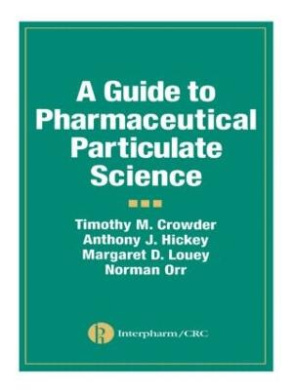 A Guide to
Pharmaceutical
Particulate
Science
Timothy M. Crowder
Anthony J. Hickey
Margaret D. Louey
Norman Orr
Interpharm/CRC